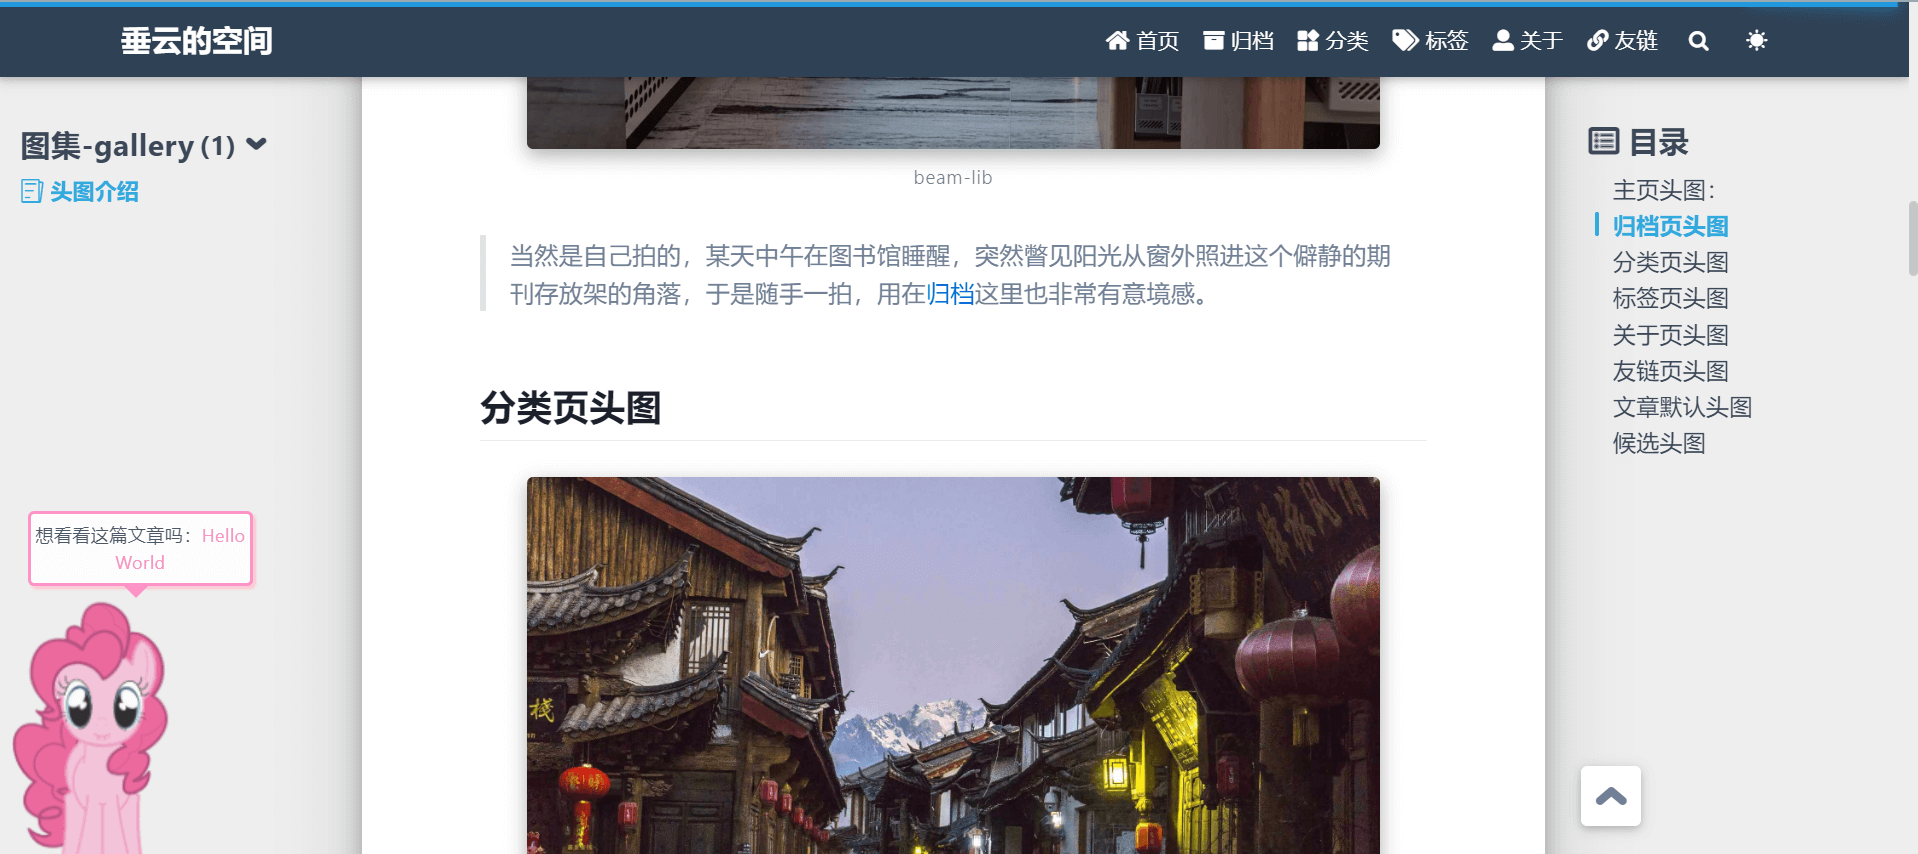 垂云的空间
首页 归档 分类 标签 关于 友链
图集-gallery (1)
头图介绍
beam-lib
当然是自己拍的，某天中午在图书馆睡醒，突然瞥见阳光从窗外照进这个僻静的期
刊存放架的角落，于是随手一拍，用在归档这里也非常有意境感。
分类页头图
栈
目录
主页头图：
归档页头图
分类页头图
标签页头图
关于页头图
友链页头图
文章默认头图
候选头图
想看看这篇文章吗：Hello
World